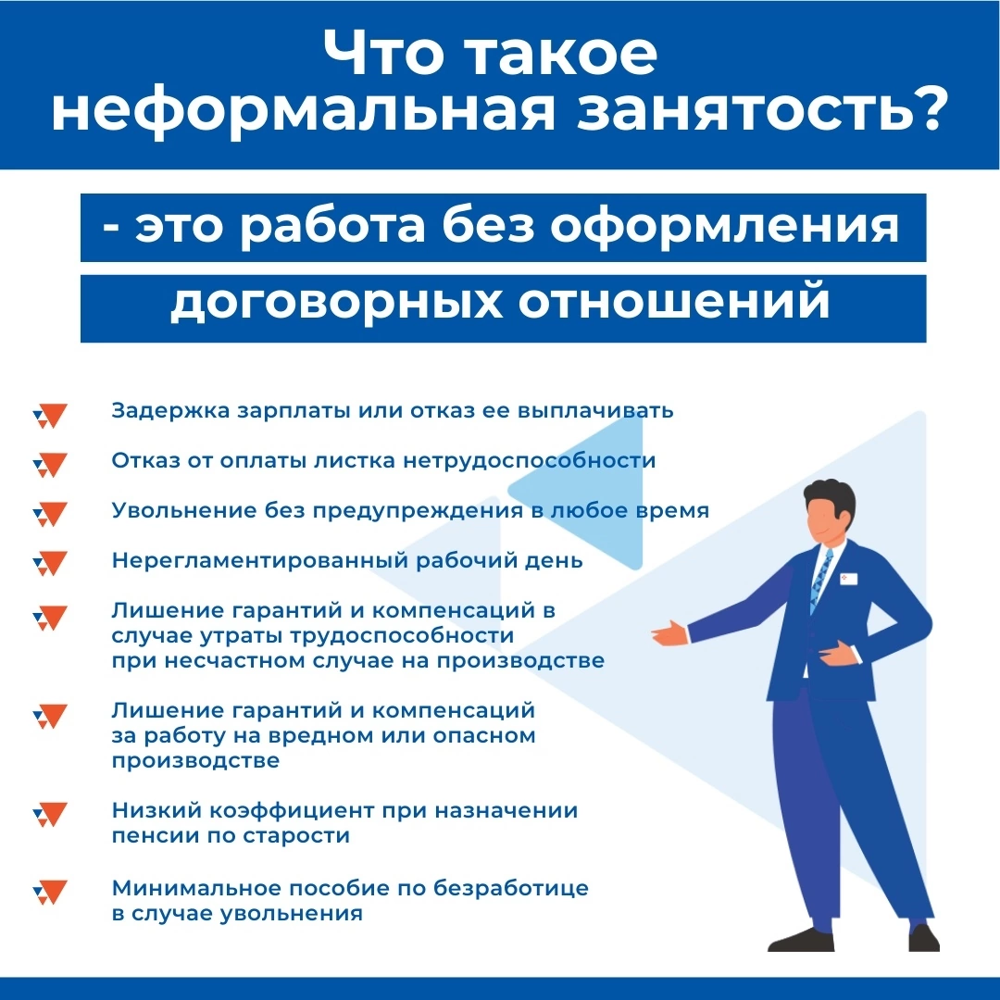 Что такое
неформальная занятость?
- это работа без оформления
договорных отношений
Задержка зарплаты или отказ ее выплачивать
Отказ от оплаты листка нетрудоспособности
Увольнение без предупреждения в любое время
Нерегламентированный рабочий день
Лишение гарантий и компенсаций в
случае утраты трудоспособности
при несчастном случае на производстве
Лишение гарантий и компенсаций
за работу на вредном или опасном
производстве
Низкий коэффициент при назначении
пенсии по старости
Минимальное пособие по безработице
в случае увольнения